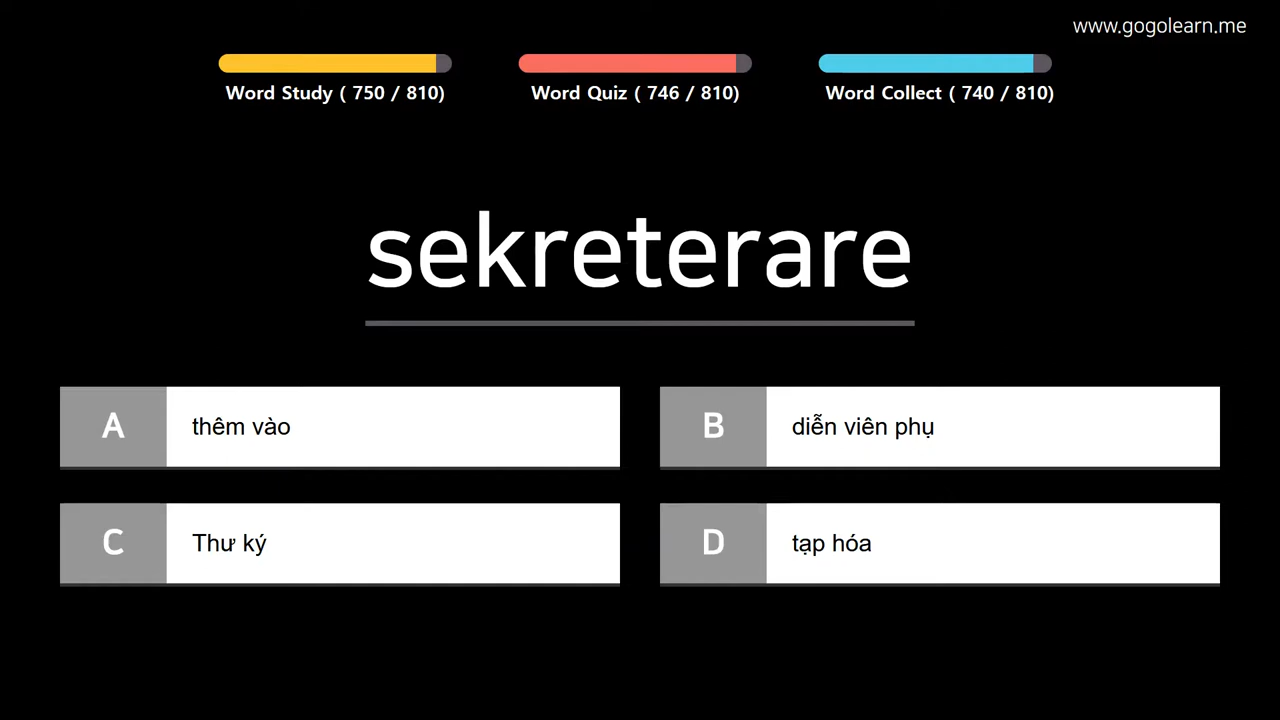 www.gogolearn.me
Word Study ( 750 / 810)
Word Quiz ( 746 / 810)
Word Collect ( 740 / 810)
sekreterare
A thêm vào
B diễn viên phụ
C Thư ký
D tạp hóa